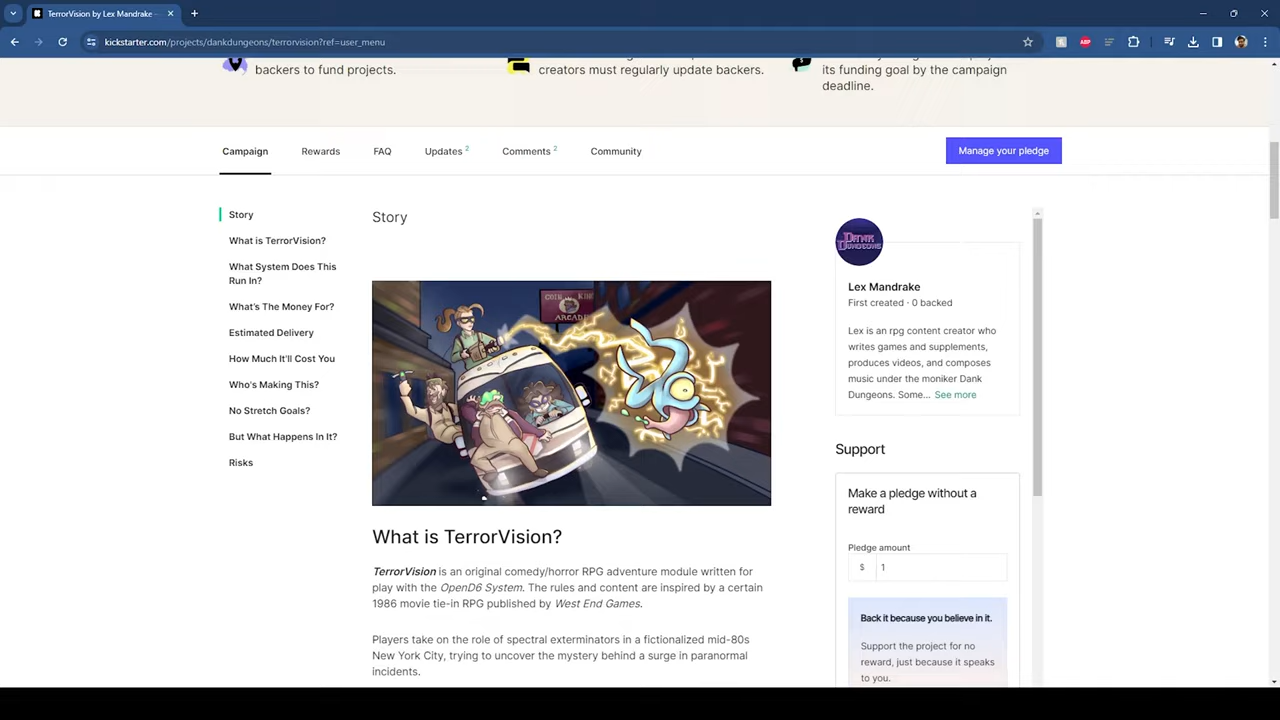 TerrorVision by Lex Mandrake
kickstarter.com/projects/dankdungeons/terrorvision?ref=user_menu
ABP
backers to fund projects.
creators must regularly update backers.
its funding goal by the campaign
deadline.
Campaign
Rewards
FAQ
Updates 2
Comments 2
Community
Manage your pledge
Story
What is TerrorVision?
What System Does This
Run In?
What's The Money For?
Estimated Delivery
How Much It'll Cost You
Who's Making This?
No Stretch Goals?
But What Happens In It?
Risks
Story
ARCADE
What is TerrorVision?
TerrorVision is an original comedy/horror RPG adventure module written for
play with the OpenD6 System. The rules and content are inspired by a certain
1986 movie tie-in RPG published by West End Games.
Players take on the role of spectral exterminators in a fictionalized mid-80s
New York City, trying to uncover the mystery behind a surge in paranormal
incidents.
DANK
DUNGEONS
Lex Mandrake
First created · 0 backed
Lex is an rpg content creator who
writes games and supplements,
produces videos, and composes
music under the moniker Dank
Dungeons. Some... See more
Support
Make a pledge without a
reward
Pledge amount
$ 1
Back it because you believe in it.
Support the project for no
reward, just because it speaks
to you.